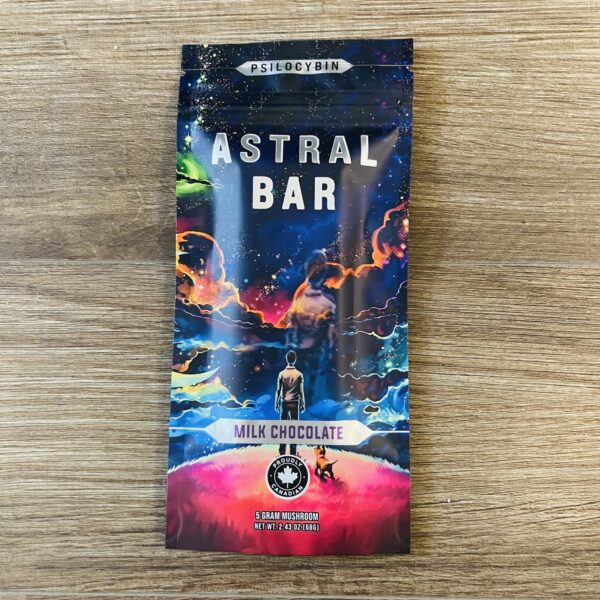 PSILOCYBIN
ASTRAL
BAR
MILK CHOCOLATE
PROUDLY
CANADIAN
5 GRAM MUSHROOM
NET WT. 2.43 OZ (68G)